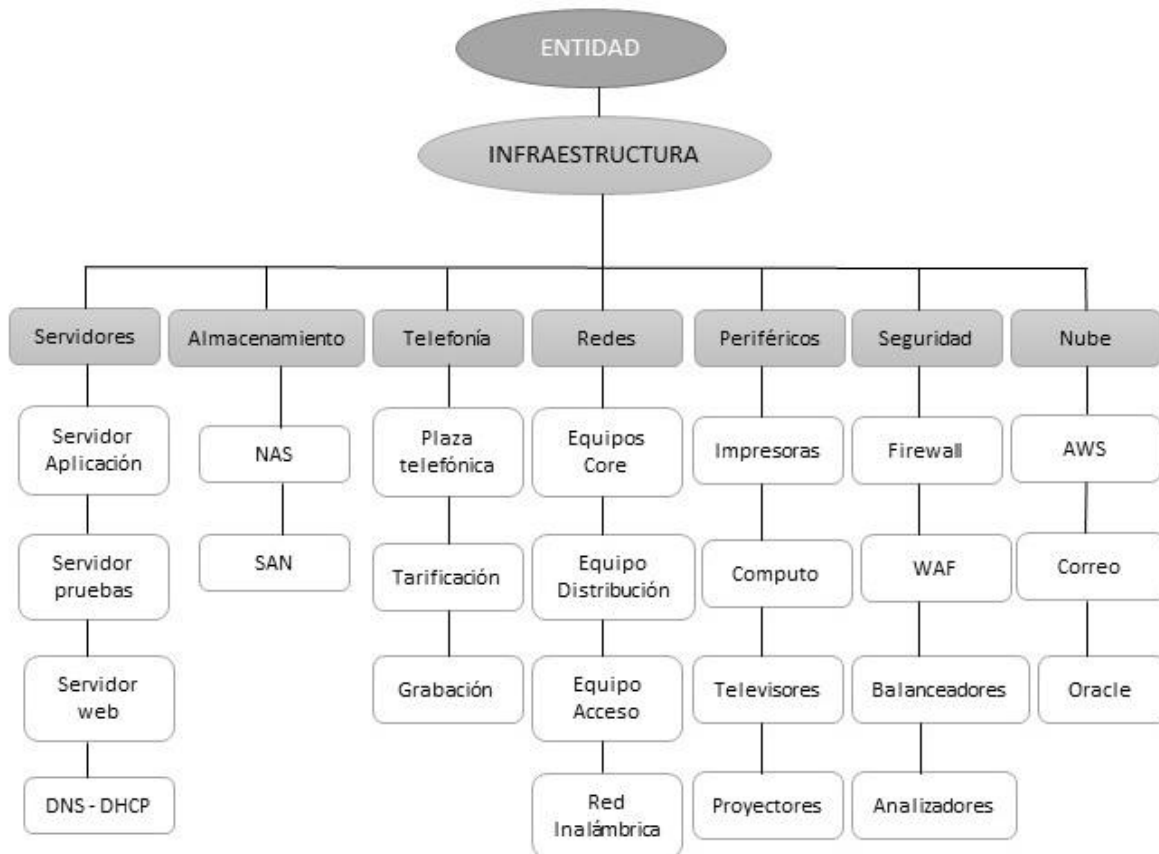 ENTIDAD
INFRAESTRUCTURA
Servidores
Almacenamiento
Telefonía
Redes
Periféricos
Seguridad
Nube
Servidor
Aplicación
NAS
Plaza
telefónica
Equipos
Core
Impresoras
Firewall
AWS
Servidor
pruebas
SAN
Tarificación
Equipo
Distribución
Computo
WAF
Correo
Servidor
web
Grabación
Equipo
Acceso
Televisores
Balanceadores
Oracle
DNS - DHCP
Red
Inalámbrica
Proyectores
Analizadores